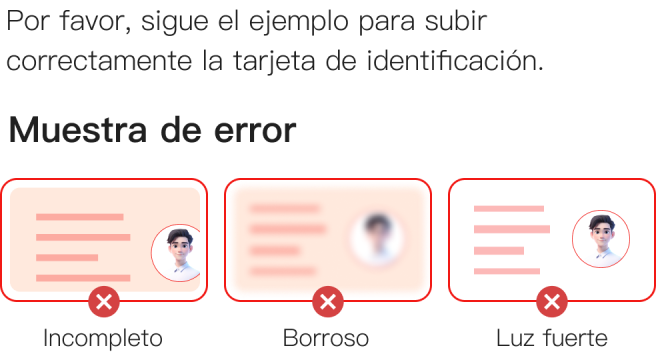 Por favor, sigue el ejemplo para subir
correctamente la tarjeta de identificación.
Muestra de error
Incompleto
Borroso
Luz fuerte